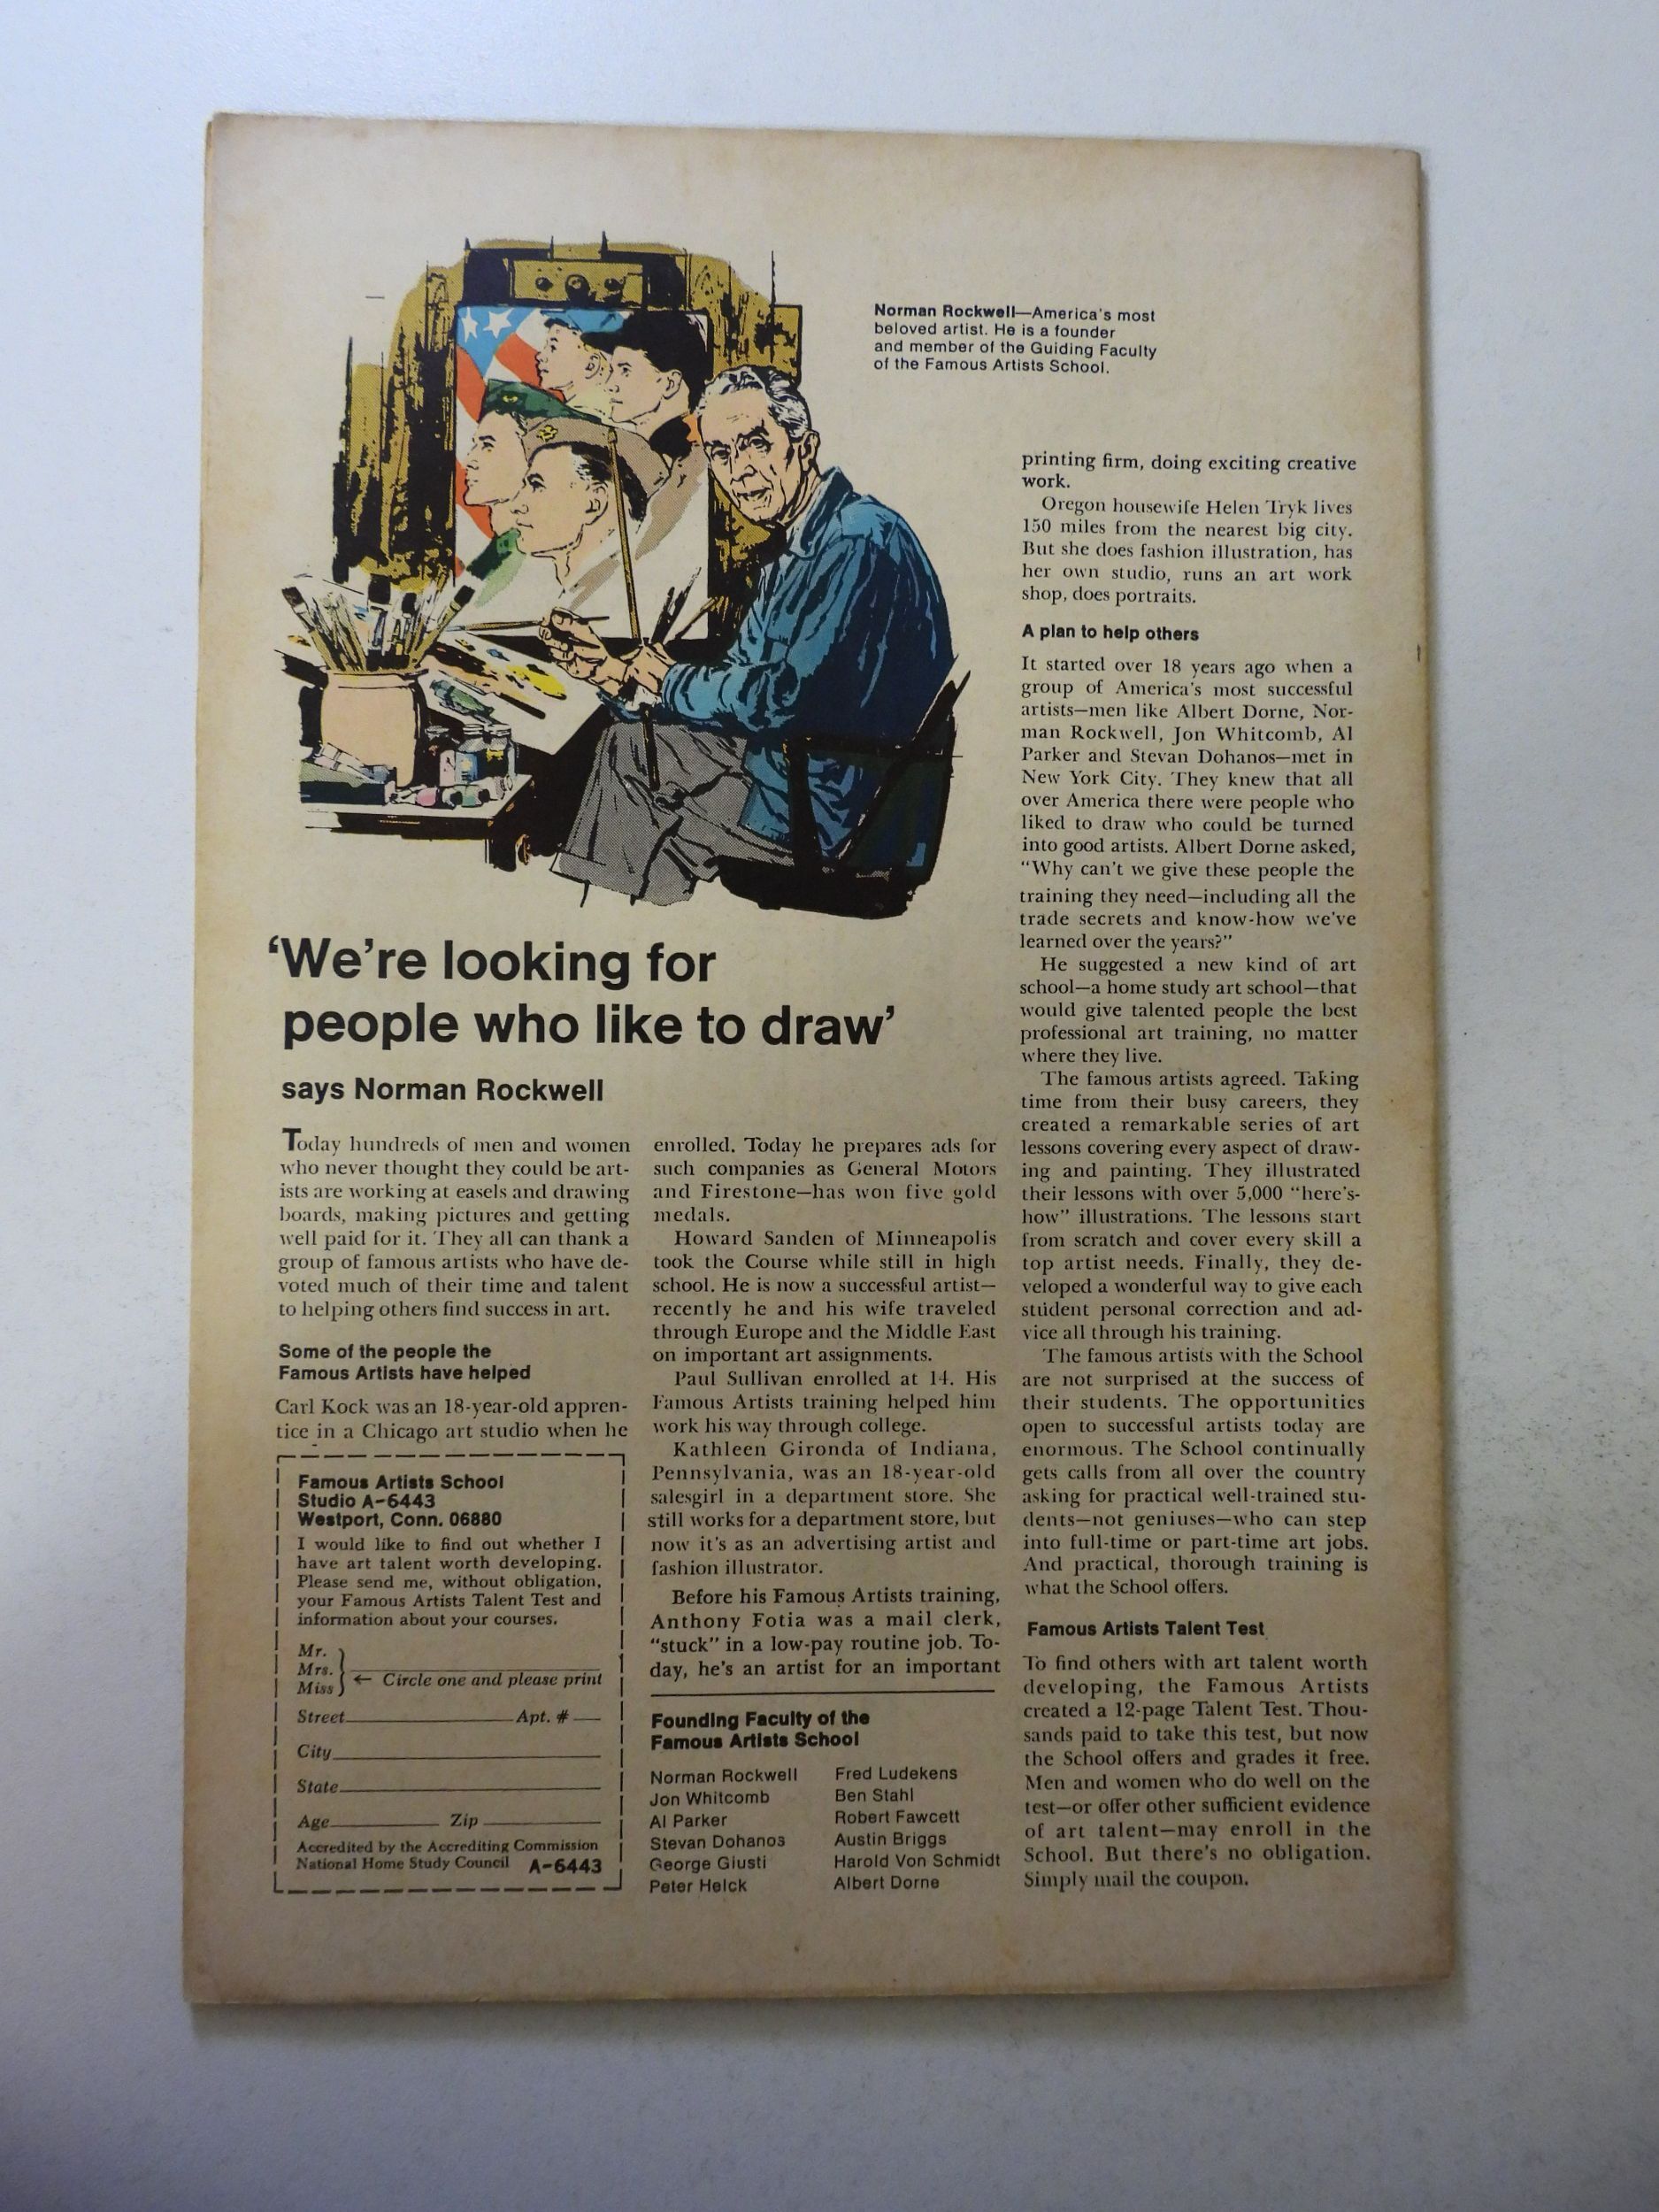 Norman Rockwell—America's most
beloved artist. He is a founder
and member of the Guiding Faculty
of the Famous Artists School.
‘We’re looking for
people who like to draw’
says Norman Rockwell
Today hundreds of men and women
who never thought they could be art-
ists are working at easels and drawing
boards, making pictures and getting
well paid for it. They all can thank a
group of famous artists who have de-
voted much of their time and talent
to helping others find success in art.
Some of the people the
Famous Artists have helped
Carl Kock was an 18-year-old appren-
tice in a Chicago art studio when he
enrolled. Today he prepares ads for
such companies as General Motors
and Firestone—has won five gold
medals.
Howard Sanden of Minneapolis
took the Course while still in high
school. He is now a successful artist—
recently he and his wife traveled
through Europe and the Middle East
on important art assignments.
Paul Sullivan enrolled at 14. His
Famous Artists training helped him
work his way through college.
Kathleen Gironda of Indiana,
Pennsylvania, was an 18-year-old
salesgirl in a department store. She
still works for a department store, but
now it's as an advertising artist and
fashion illustrator.
Before his Famous Artists training,
Anthony Fotia was a mail clerk,
“stuck” in a low-pay routine job. To-
day, he's an artist for an important
printing firm, doing exciting creative
work.
Oregon housewife Helen Tryk lives
150 miles from the nearest big city.
But she does fashion illustration, has
her own studio, runs an art work
shop, does portraits.
A plan to help others
It started over 18 years ago when a
group of America's most successful
artists—men like Albert Dorne, Nor-
man Rockwell, Jon Whitcomb, Al
Parker and Stevan Dohanos—met in
New York City. They knew that all
over America there were people who
liked to draw who could be turned
into good artists. Albert Dorne asked,
“Why can't we give these people the
training they need—including all the
trade secrets and know-how we've
learned over the years?”
He suggested a new kind of art
school—a home study art school—that
would give talented people the best
professional art training, no matter
where they live.
The famous artists agreed. Taking
time from their busy careers, they
created a remarkable series of art
lessons covering every aspect of draw-
ing and painting. They illustrated
their lessons with over 5,000 “here's-
how” illustrations. The lessons start
from scratch and cover every skill a
top artist needs. Finally, they de-
veloped a wonderful way to give each
student personal correction and ad-
vice all through his training.
The famous artists with the School
are not surprised at the success of
their students. The opportunities
open to successful artists today are
enormous. The School continually
gets calls from all over the country
asking for practical well-trained stu-
dents—not geniuses—who can step
into full-time or part-time art jobs.
And practical, thorough training is
what the School offers.
Famous Artists Talent Test
To find others with art talent worth
developing, the Famous Artists
created a 12-page Talent Test. Thou-
sands paid to take this test, but now
the School offers and grades it free.
Men and women who do well on the
test—or offer other sufficient evidence
of art talent—may enroll in the
School. But there's no obligation.
Simply mail the coupon.
Famous Artists School
Studio A-6443
Westport, Conn. 06880
I would like to find out whether I
have art talent worth developing.
Please send me, without obligation,
your Famous Artists Talent Test and
information about your courses.
Mr.
Mrs.
Miss
← Circle one and please print
Street Apt. #
City
State
Age Zip
Accredited by the Accrediting Commission
National Home Study Council A-6443
Founding Faculty of the
Famous Artists School
Norman Rockwell
Jon Whitcomb
Al Parker
Stevan Dohanos
George Giusti
Peter Helck
Fred Ludekens
Ben Stahl
Robert Fawcett
Austin Briggs
Harold Von Schmidt
Albert Dorne